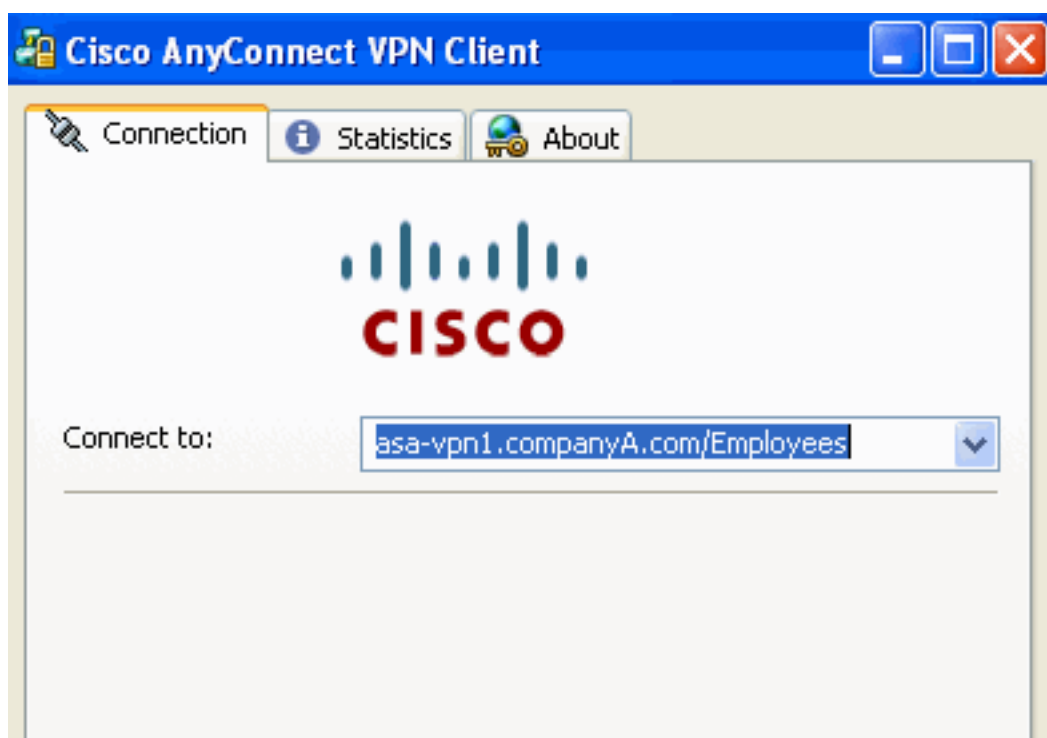 Cisco AnyConnect VPN Client
Connection
Statistics
About
CISCO
Connect to:
asa-vpn1.companyA.com/Employees